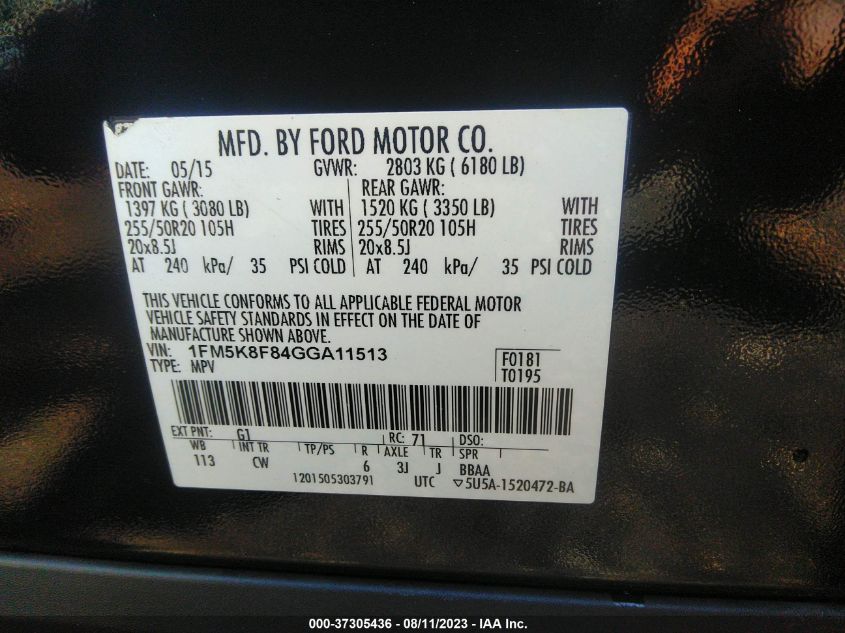 MFD. BY FORD MOTOR CO.
DATE: 05/15 GVWR: 2803 KG ( 6180 LB)
FRONT GAWR: REAR GAWR:
1397 KG ( 3080 LB) WITH 1520 KG ( 3350 LB) WITH
255/50R20 105H TIRES 255/50R20 105H TIRES
20x8.5J RIMS 20x8.5J RIMS
AT 240 kPa/ 35 PSI COLD AT 240 kPa/ 35 PSI COLD
THIS VEHICLE CONFORMS TO ALL APPLICABLE FEDERAL MOTOR
VEHICLE SAFETY STANDARDS IN EFFECT ON THE DATE OF
MANUFACTURE SHOWN ABOVE.
VIN: 1FM5K8F84GGA11513 F0181
TYPE: MPV T0195
EXT PNT: G1 RC: 71 DSO:
WB INT TR TP/PS R AXLE TR SPR
113 CW 6 3J J BBAA
1201505303791 UTC ▽5U5A-1520472-BA
000-37305436 - 08/11/2023 - IAA Inc.